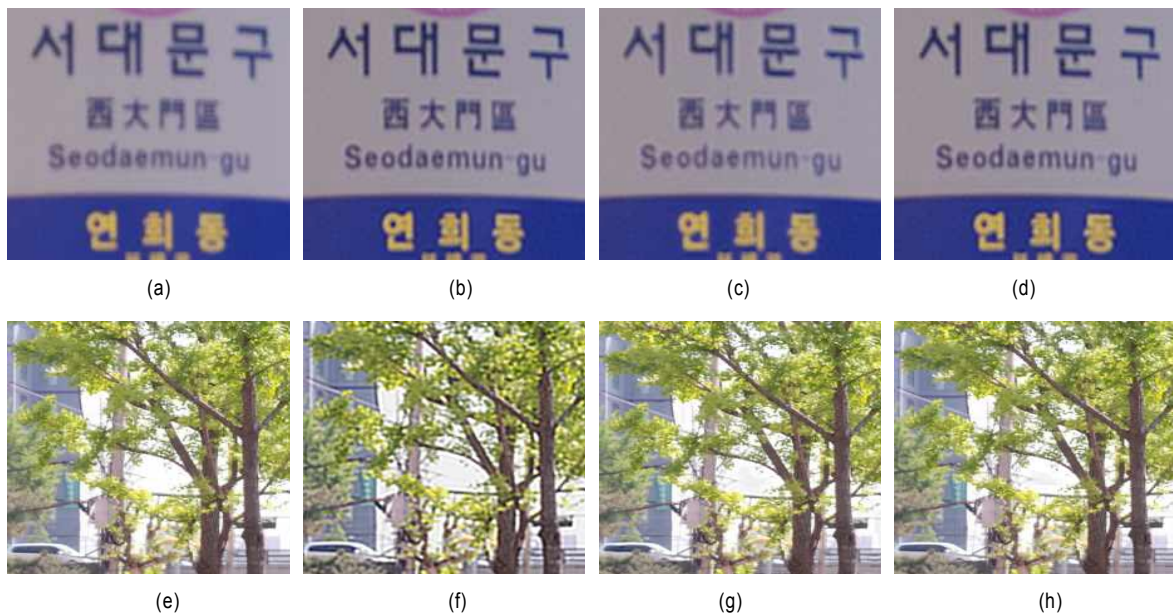 서대문구 서대문구 서대문구 서대문구
西大門區 西大門區 西大門區 西大門區
Seodaemun-gu Seodaemun-gu Seodaemun-gu Seodaemun-gu
연희동 연희동 연희동 연희동
(a) (b) (c) (d)
(e) (f) (g) (h)